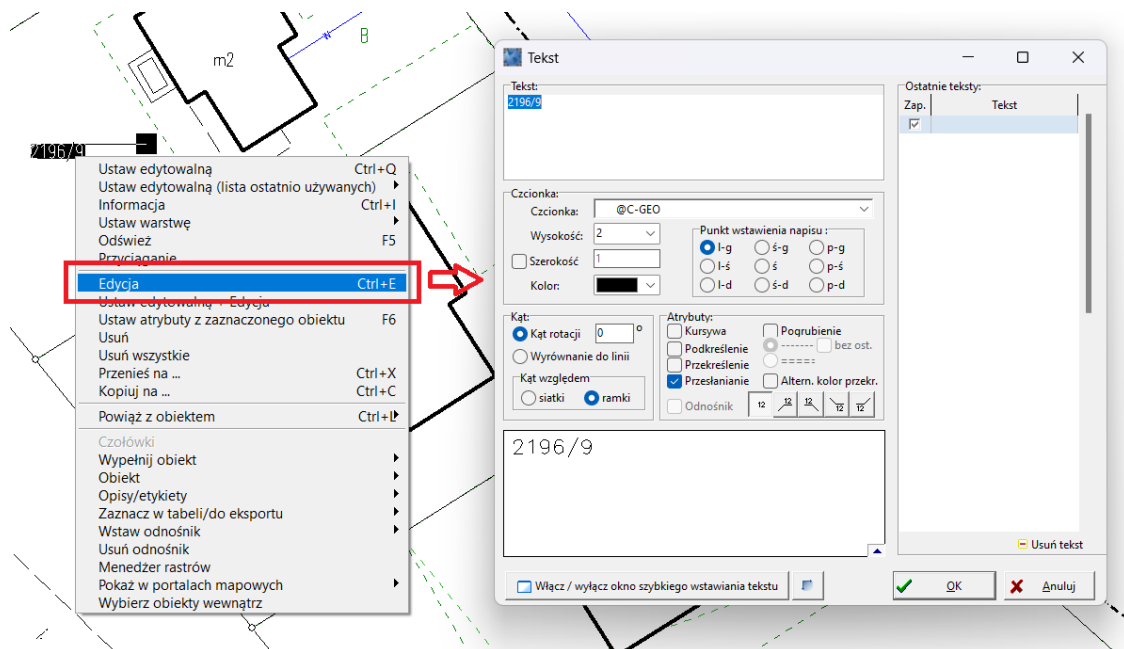 m2
B
2196/9
Ustaw edytowalną Ctrl+Q
Ustaw edytowalną (lista ostatnio używanych)
Informacja Ctrl+I
Ustaw warstwę
Odśwież F5
Przyciąganie
Edycja Ctrl+E
Ustaw edytowalną + Edycja
Ustaw atrybuty z zaznaczonego obiektu F6
Usuń
Usuń wszystkie
Przenieś na ... Ctrl+X
Kopiuj na ... Ctrl+C
Powiąż z obiektem Ctrl+L
Czołówki
Wypełnij obiekt
Obiekt
Opisy/etykiety
Zaznacz w tabeli/do eksportu
Wstaw odnośnik
Usuń odnośnik
Menedżer rastrów
Pokaż w portalach mapowych
Wybierz obiekty wewnątrz
Tekst
Tekst:
2196/9
Czcionka:
Czcionka: @C-GEO
Wysokość: 2
Szerokość 1
Kolor:
Punkt wstawienia napisu :
l-g ś-g p-g
l-ś ś p-ś
l-d ś-d p-d
Kąt:
Kąt rotacji 0 °
Wyrównanie do linii
Kąt względem
siatki ramki
Atrybuty:
Kursywa Pogrubienie
Podkreślenie ------- bez ost.
Przekreślenie ====:
Przesłanianie Altern. kolor przekr.
Odnośnik 12 12 12 12 12
2196/9
Włącz / wyłącz okno szybkiego wstawiania tekstu
Ostatnie teksty:
Zap. Tekst
Usuń tekst
OK Anuluj